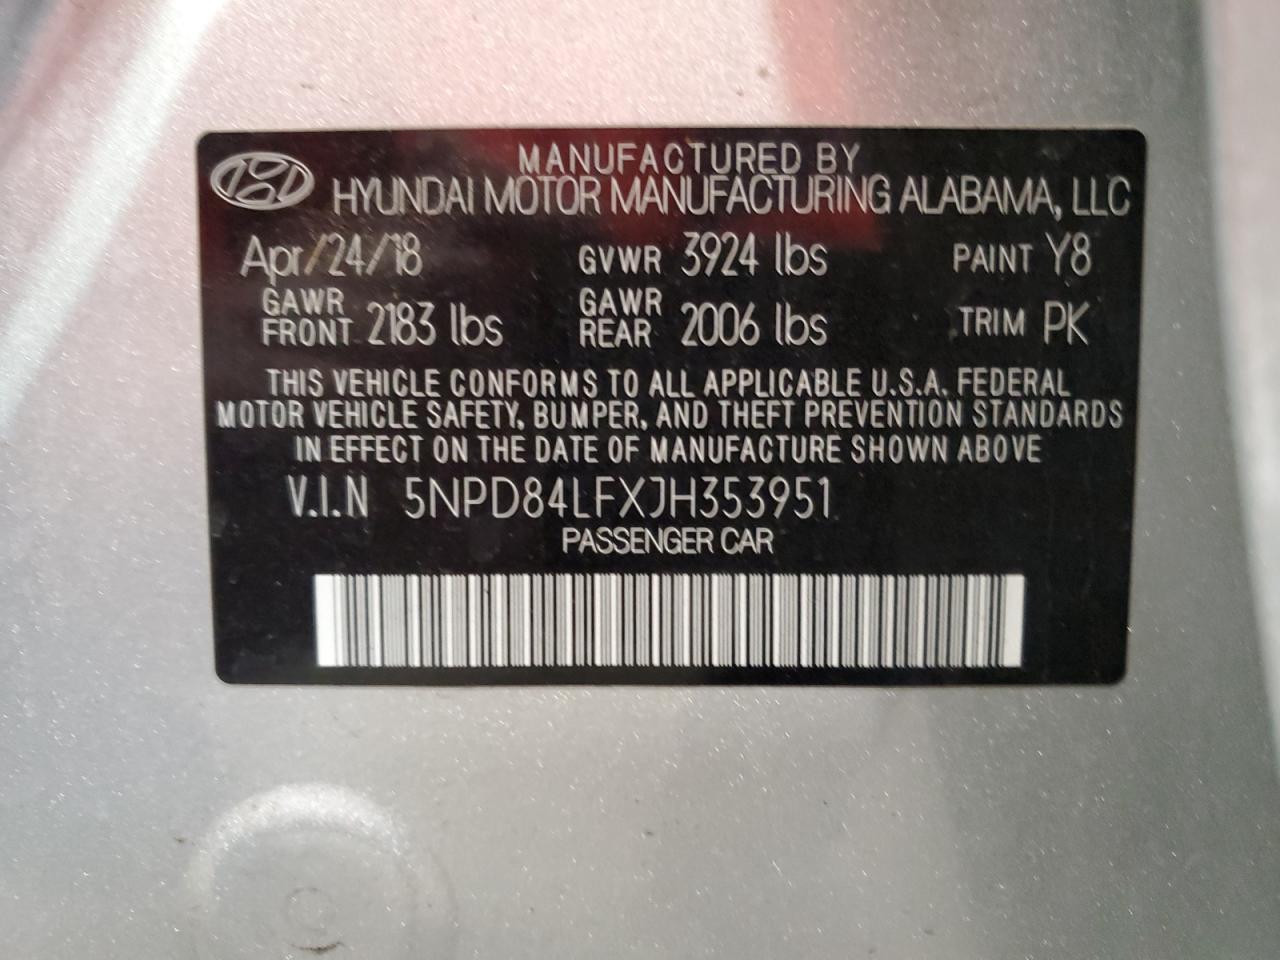 MANUFACTURED BY
HYUNDAI MOTOR MANUFACTURING ALABAMA, LLC
Apr/24/18 GVWR 3924 lbs PAINT Y8
GAWR FRONT 2183 lbs GAWR REAR 2006 lbs TRIM PK
THIS VEHICLE CONFORMS TO ALL APPLICABLE U.S.A. FEDERAL
MOTOR VEHICLE SAFETY, BUMPER, AND THEFT PREVENTION STANDARDS
IN EFFECT ON THE DATE OF MANUFACTURE SHOWN ABOVE
V.I.N 5NPD84LFXJH353951
PASSENGER CAR